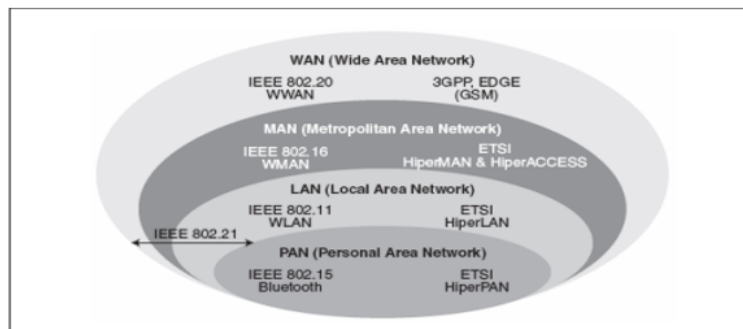 WAN (Wide Area Network)
IEEE 802.20 3GPP, EDGE
WWAN (GSM)
MAN (Metropolitan Area Network)
IEEE 802.16 ETSI
WMAN HiperMAN & HiperACCESS
LAN (Local Area Network)
IEEE 802.11 ETSI
WLAN HiperLAN
IEEE 802.21
PAN (Personal Area Network)
IEEE 802.15 ETSI
Bluetooth HiperPAN